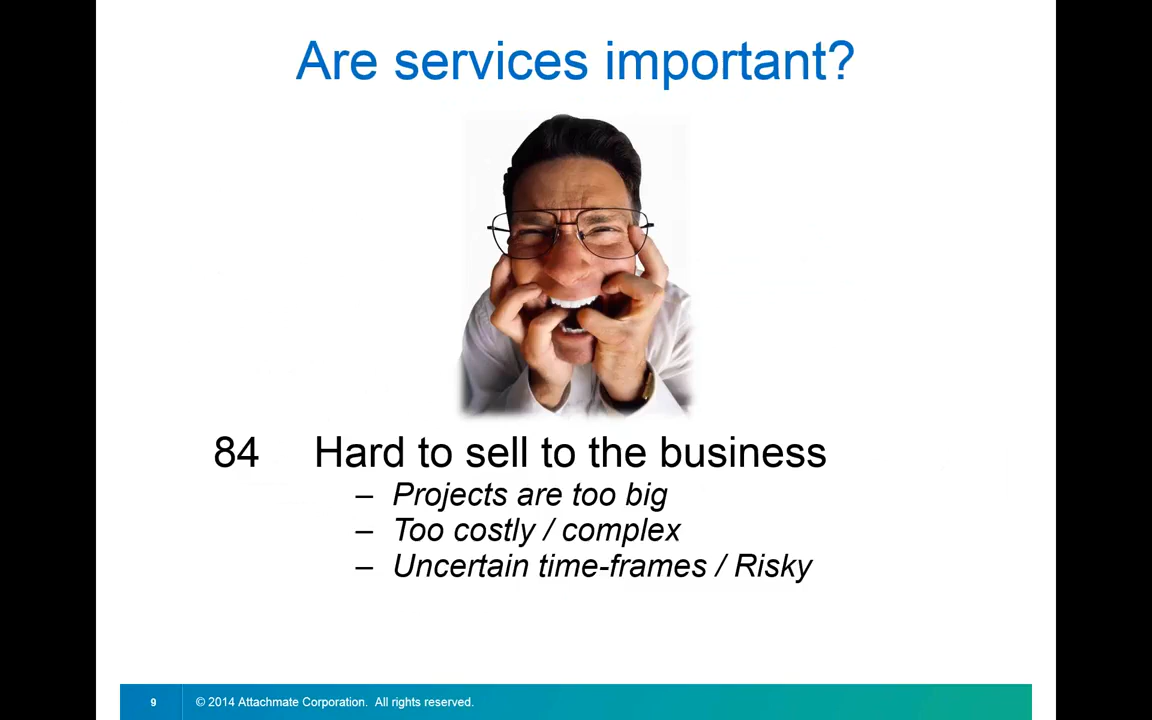 Are services important?
84 Hard to sell to the business
– Projects are too big
– Too costly / complex
– Uncertain time-frames / Risky
9 © 2014 Attachmate Corporation. All rights reserved.